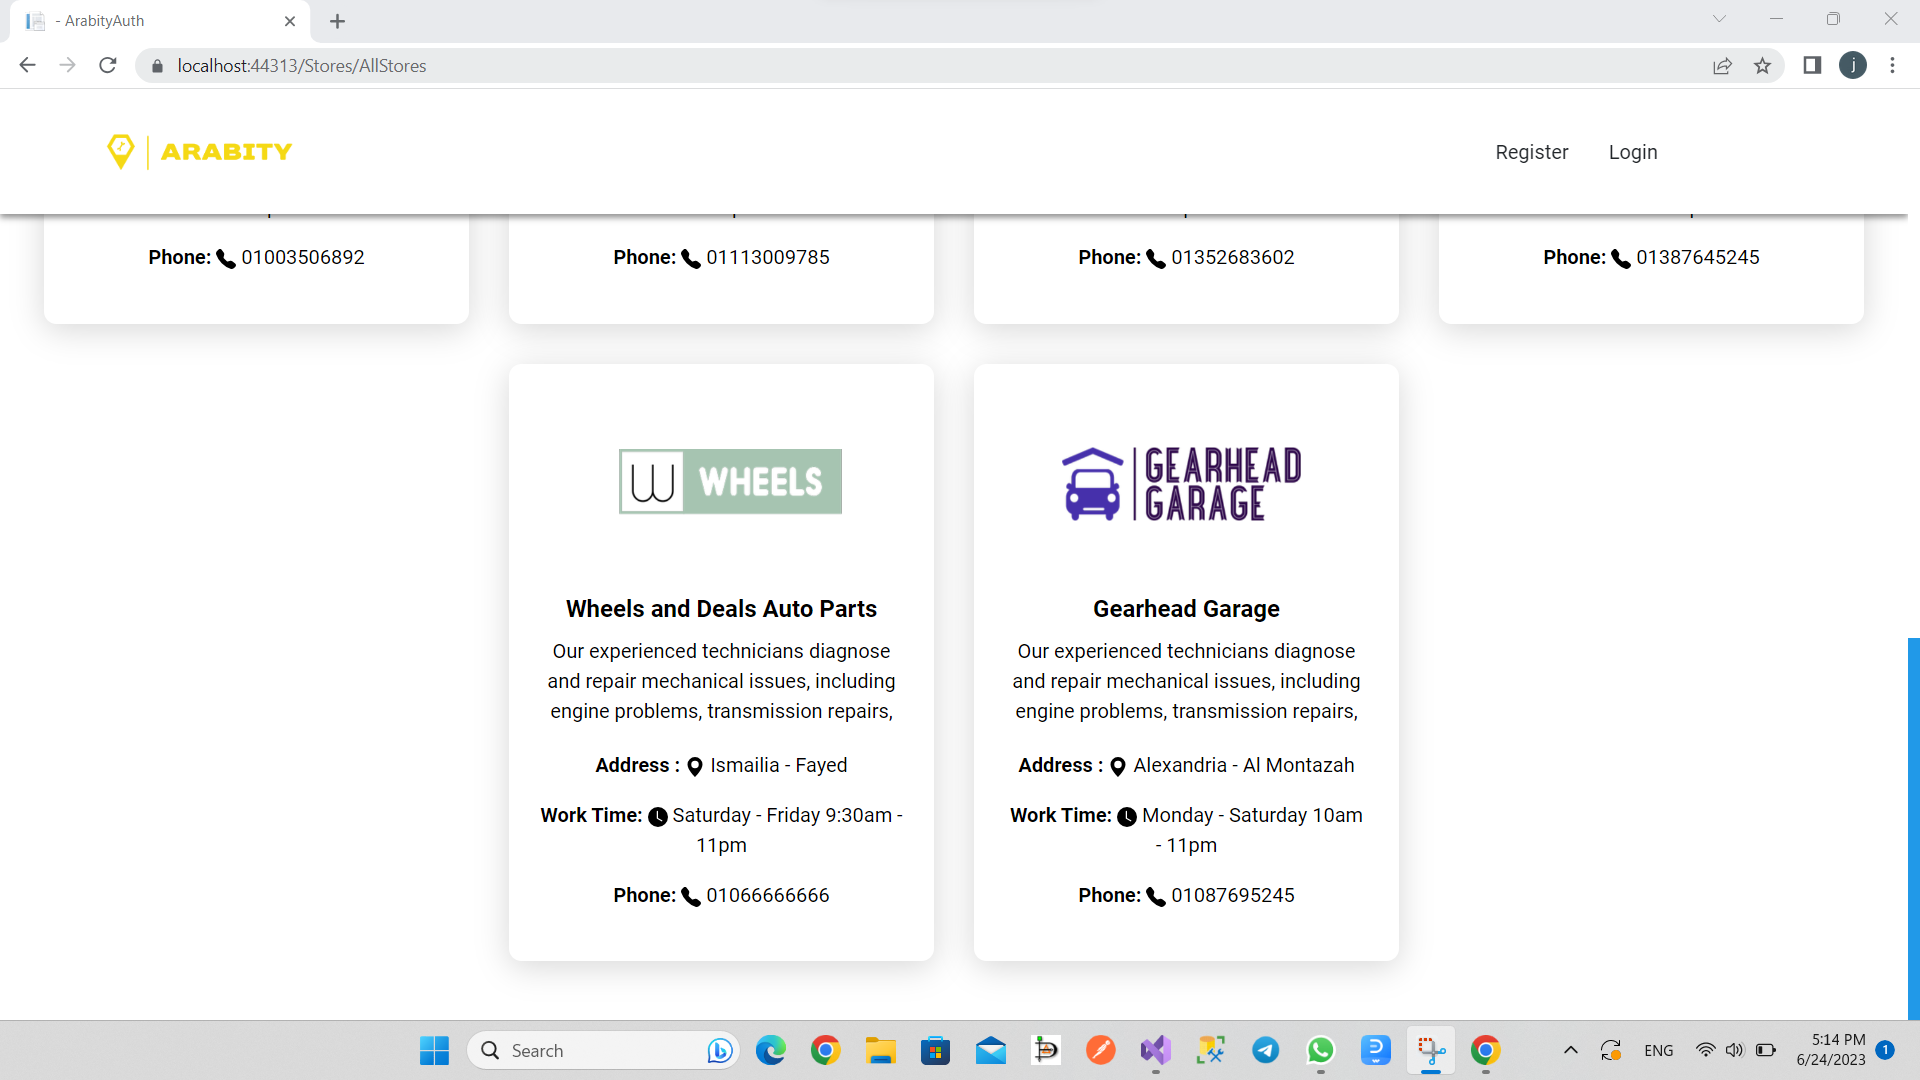 - ArabityAuth
localhost:44313/Stores/AllStores
ARABITY
Register
Login
Phone: 01003506892
Phone: 01113009785
Phone: 01352683602
Phone: 01387645245
W WHEELS
Wheels and Deals Auto Parts
Our experienced technicians diagnose
and repair mechanical issues, including
engine problems, transmission repairs,
Address : Ismailia - Fayed
Work Time: Saturday - Friday 9:30am -
11pm
Phone: 01066666666
GEARHEAD
GARAGE
Gearhead Garage
Our experienced technicians diagnose
and repair mechanical issues, including
engine problems, transmission repairs,
Address : Alexandria - Al Montazah
Work Time: Monday - Saturday 10am
- 11pm
Phone: 01087695245
j
Search
ENG
5:14 PM
6/24/2023
1